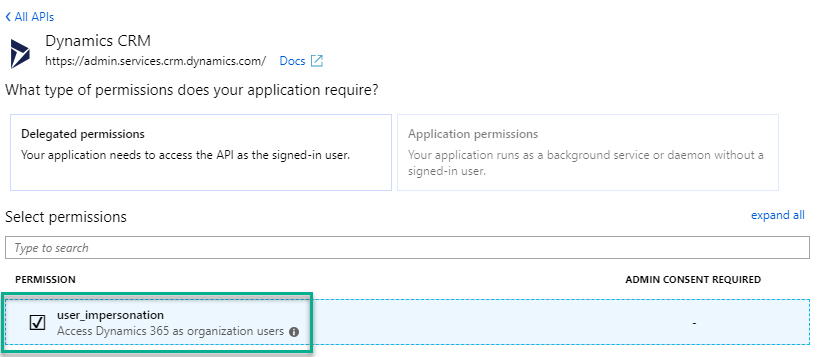 All APIs
Dynamics CRM
https://admin.services.crm.dynamics.com/ Docs
What type of permissions does your application require?
Delegated permissions
Your application needs to access the API as the signed-in user.
Application permissions
Your application runs as a background service or daemon without a
signed-in user.
Select permissions
expand all
Type to search
PERMISSION ADMIN CONSENT REQUIRED
user_impersonation
Access Dynamics 365 as organization users
-